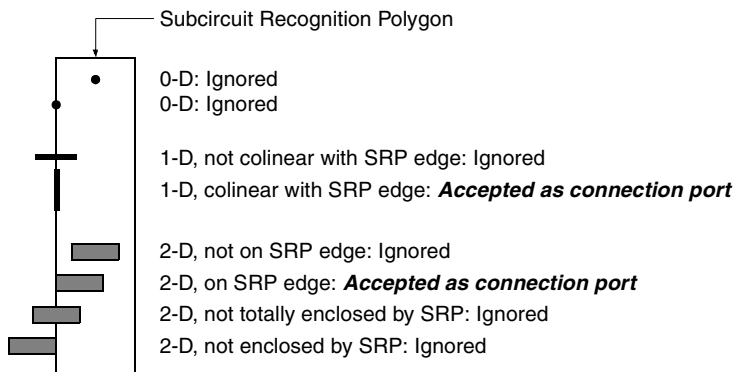 Subcircuit Recognition Polygon
0-D: Ignored
0-D: Ignored
1-D, not colinear with SRP edge: Ignored
1-D, colinear with SRP edge: Accepted as connection port
2-D, not on SRP edge: Ignored
2-D, on SRP edge: Accepted as connection port
2-D, not totally enclosed by SRP: Ignored
2-D, not enclosed by SRP: Ignored